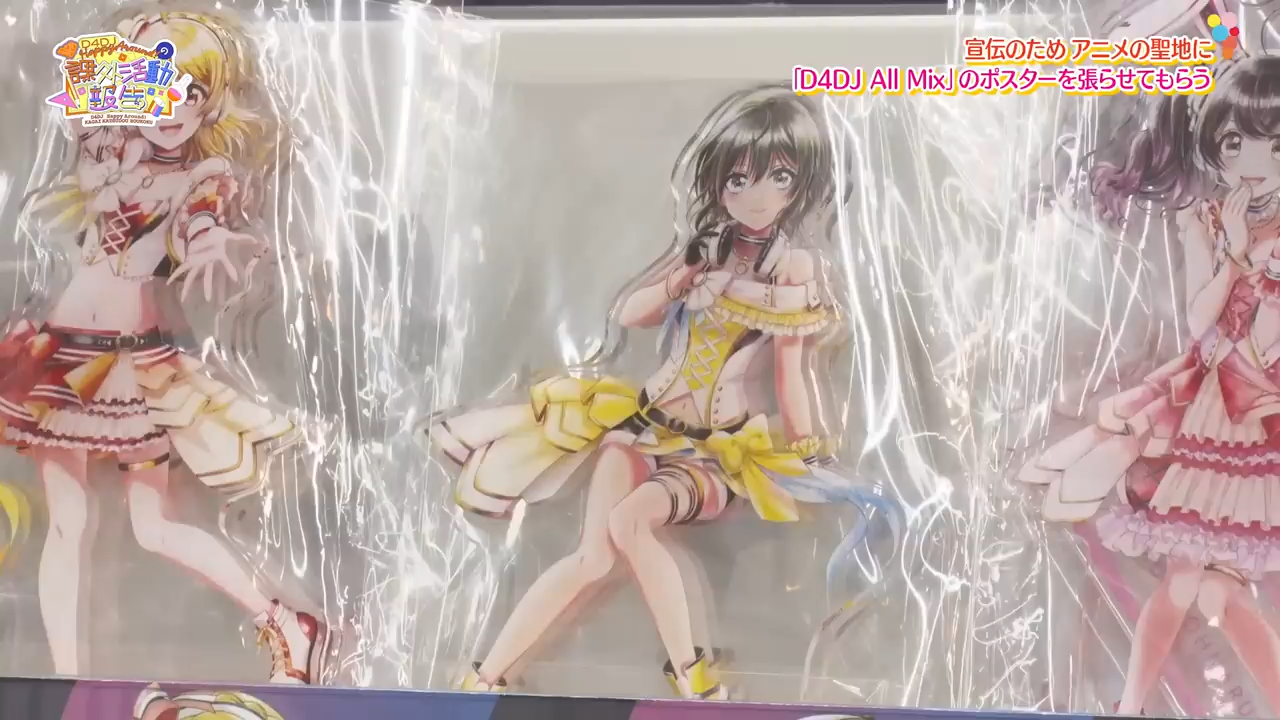 D4DJ
Happy Around!の
課外活動
報告
D4DJ Happy Around!
KAGAI KATSUDOU HOUKOKU
宣伝のため アニメの聖地に
「D4DJ All Mix」のポスターを張らせてもらう